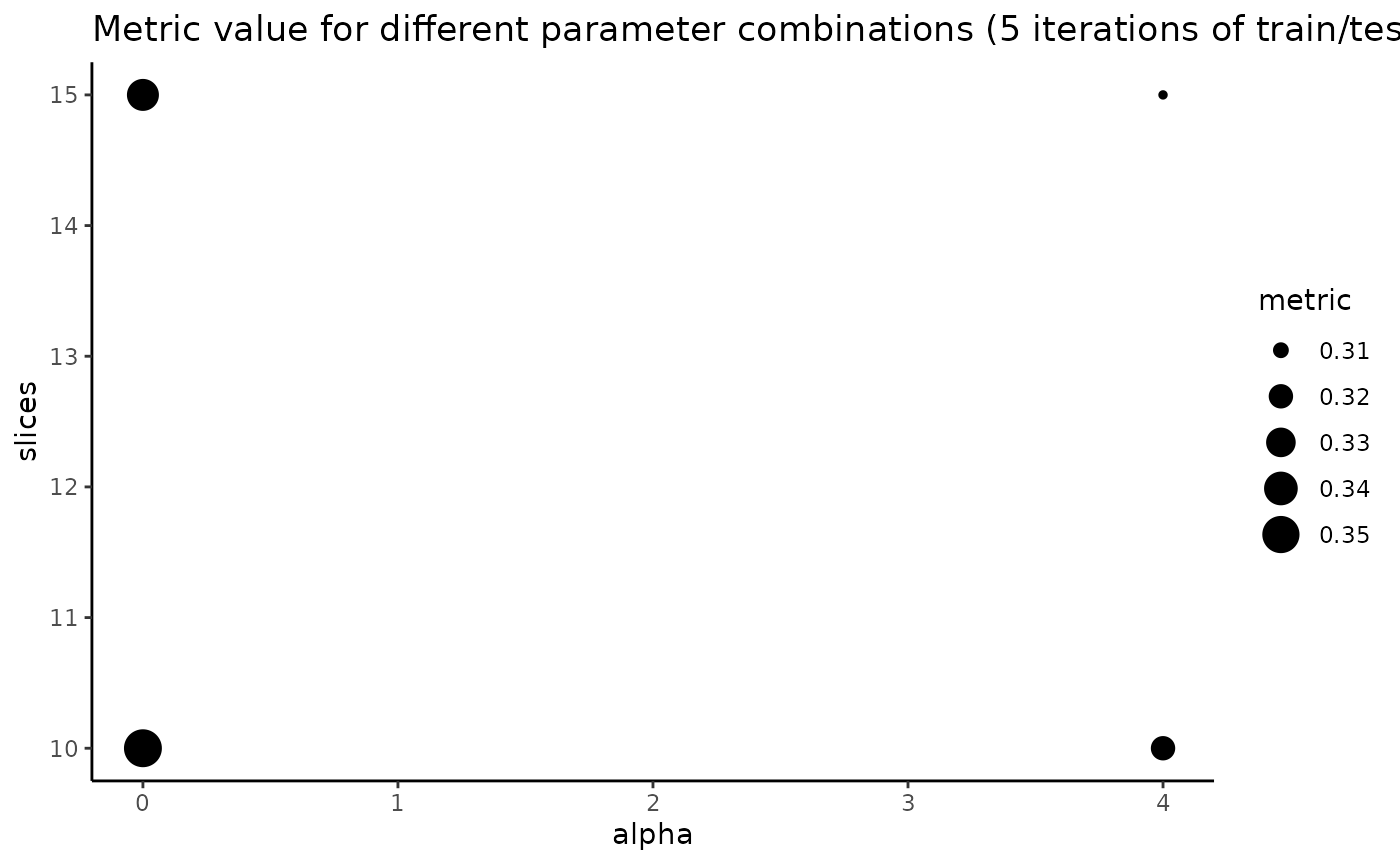 Metric value for different parameter combinations (5 iterations of train/tes
15
14
13
12
11
10
slices
0 1 2 3 4
alpha
metric
0.31
0.32
0.33
0.34
0.35